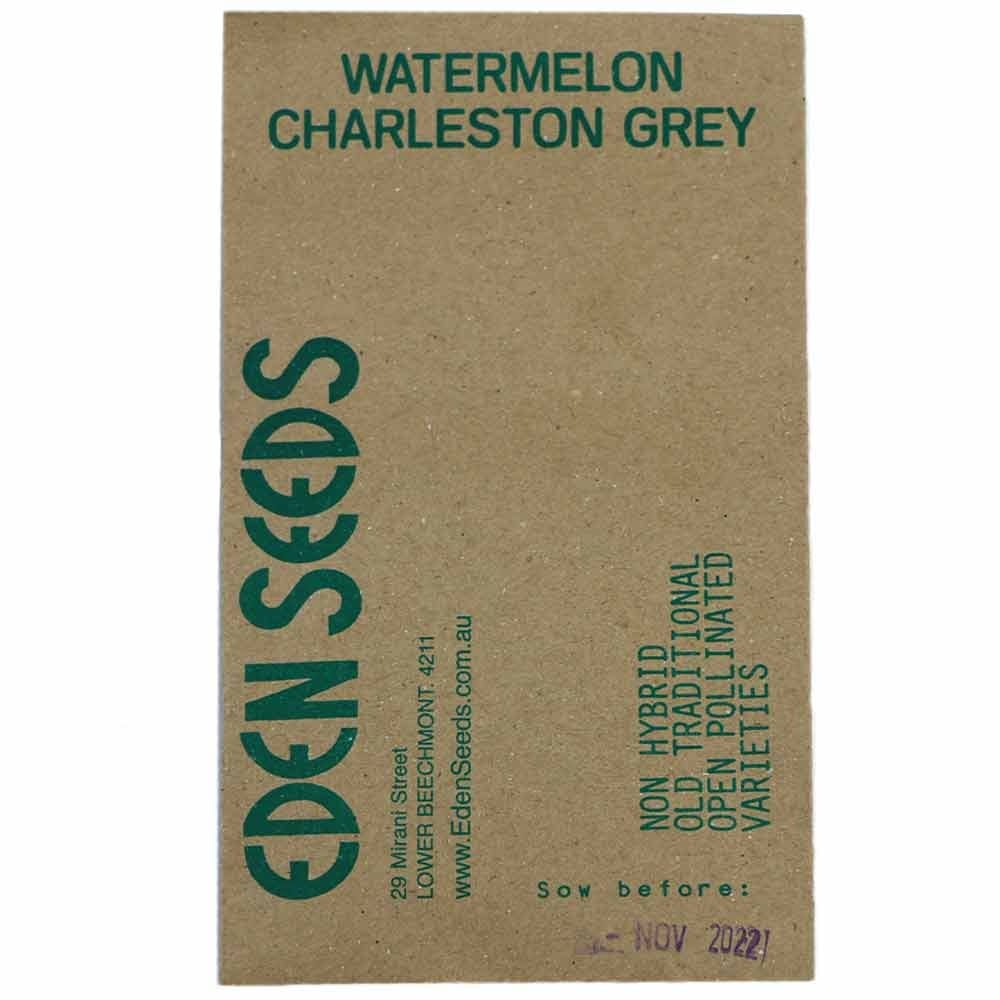 WATERMELON
CHARLESTON GREY
EDEN SEEDS
29 Mirani Street
LOWER BEECHMONT. 4211
www.EdenSeeds.com.au
NON HYBRID
OLD TRADITIONAL
OPEN POLLINATED
VARIETIES
Sow before:
NOV 2022